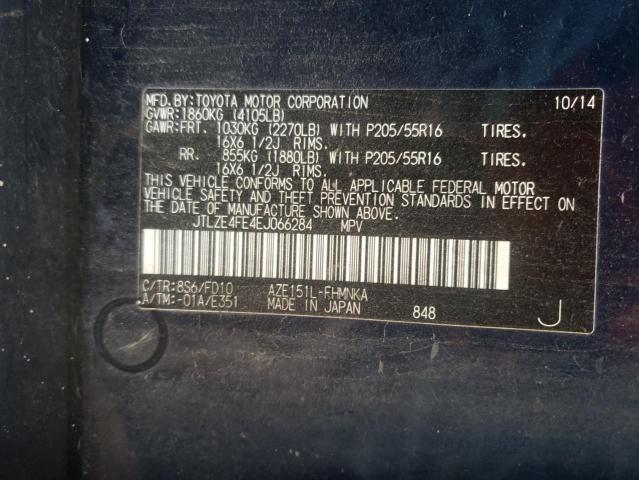 MFD. BY:TOYOTA MOTOR CORPORATION 10/14
GVWR:1860KG (4105LB)
GAWR:FRT. 1030KG (2270LB) WITH P205/55R16 TIRES.
16X6 1/2J RIMS.
RR. 855KG (1880LB) WITH P205/55R16 TIRES.
16X6 1/2J RIMS.
THIS VEHICLE CONFORMS TO ALL APPLICABLE FEDERAL MOTOR
VEHICLE SAFETY AND THEFT PREVENTION STANDARDS IN EFFECT ON
THE DATE OF MANUFACTURE SHOWN ABOVE.
JTLZE4FE4EJ066284 MPV
C/TR:8S6/FD10 AZE151L-FHMNKA
A/TM:-01A/E351 MADE IN JAPAN 848 J